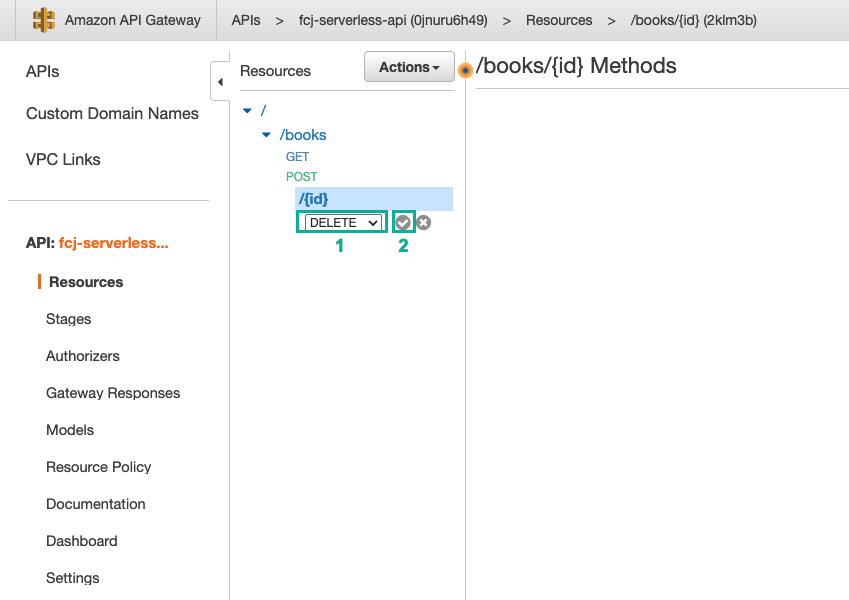 Amazon API Gateway APIs > fcj-serverless-api (0jnuru6h49) > Resources > /books/{id} (2klm3b)
APIs
Custom Domain Names
VPC Links
API: fcj-serverless...
Resources
Stages
Authorizers
Gateway Responses
Models
Resource Policy
Documentation
Dashboard
Settings
Resources Actions
/
/books
GET
POST
/{id}
DELETE
1 2
/books/{id} Methods